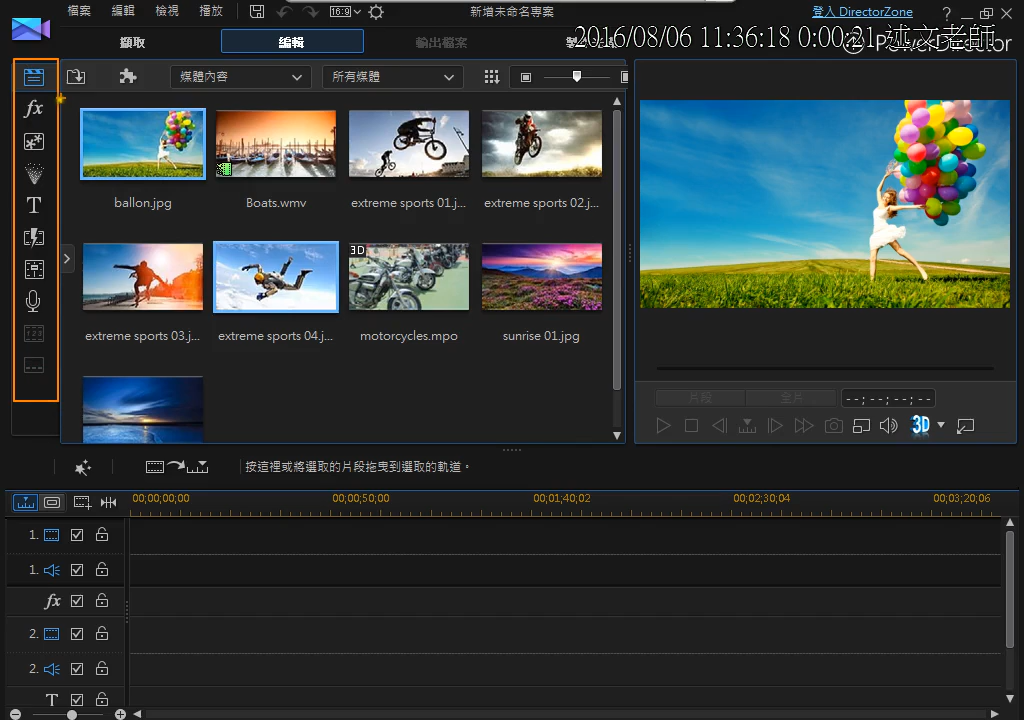 檔案 編輯 檢視 播放 16:9 新增未命名專案 登入 DirectorZone ?
擷取 編輯 輸出檔案 2016/08/06 11:36:18 0:00:21
PowerDirector
媒體內容 所有媒體
fx
T
ballon.jpg Boats.wmv extreme sports 01.j... extreme sports 02.j...
3D
extreme sports 03.j... extreme sports 04.j... motorcycles.mpo sunrise 01.jpg
片段 全片 --;--;--;--
3D
按這裡或將選取的片段拖曳到選取的軌道。
00;00;00;00 00;00;50;00 00;01;40;02 00;02;30;04 00;03;20;06
1.
1.
fx
2.
2.
T